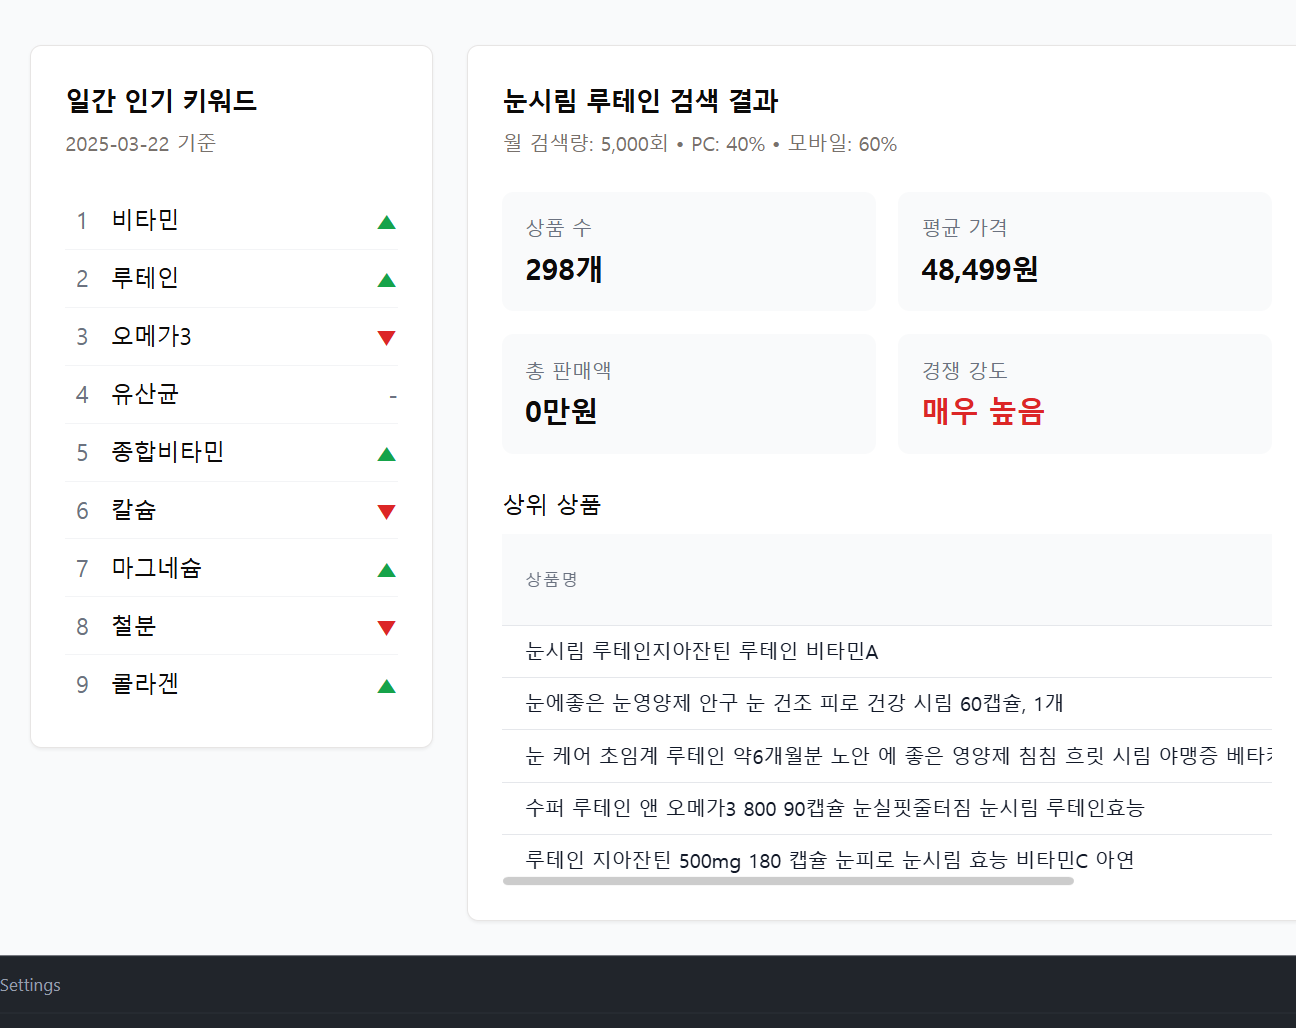 일간 인기 키워드
2025-03-22 기준
1 비타민 ▲
2 루테인 ▲
3 오메가3 ▼
4 유산균 -
5 종합비타민 ▲
6 칼슘 ▼
7 마그네슘 ▲
8 철분 ▼
9 콜라겐 ▲
눈시림 루테인 검색 결과
월 검색량: 5,000회 • PC: 40% • 모바일: 60%
상품 수
298개
평균 가격
48,499원
총 판매액
0만원
경쟁 강도
매우 높음
상위 상품
상품명
눈시림 루테인지아잔틴 루테인 비타민A
눈에좋은 눈영양제 안구 눈 건조 피로 건강 시림 60캡슐, 1개
눈 케어 초임계 루테인 약6개월분 노안 에 좋은 영양제 침침 흐릿 시림 야맹증 베타
수퍼 루테인 앤 오메가3 800 90캡슐 눈실핏줄터짐 눈시림 루테인효능
루테인 지아잔틴 500mg 180 캡슐 눈피로 눈시림 효능 비타민C 아연
Settings